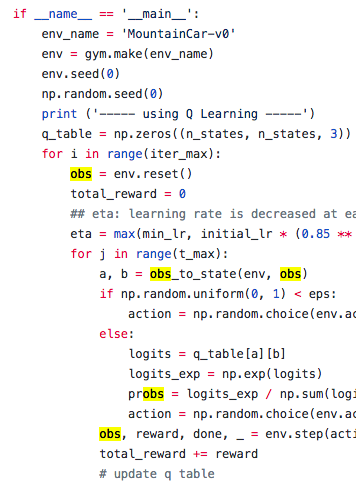 if __name__ == '__main__':
    env_name = 'MountainCar-v0'
    env = gym.make(env_name)
    env.seed(0)
    np.random.seed(0)
    print ('----- using Q Learning -----')
    q_table = np.zeros((n_states, n_states, 3))
    for i in range(iter_max):
        obs = env.reset()
        total_reward = 0
        ## eta: learning rate is decreased at ea
        eta = max(min_lr, initial_lr * (0.85 **
        for j in range(t_max):
            a, b = obs_to_state(env, obs)
            if np.random.uniform(0, 1) < eps:
                action = np.random.choice(env.ac
            else:
                logits = q_table[a][b]
                logits_exp = np.exp(logits)
                probs = logits_exp / np.sum(logi
                action = np.random.choice(env.ac
            obs, reward, done, _ = env.step(acti
            total_reward += reward
            # update q table